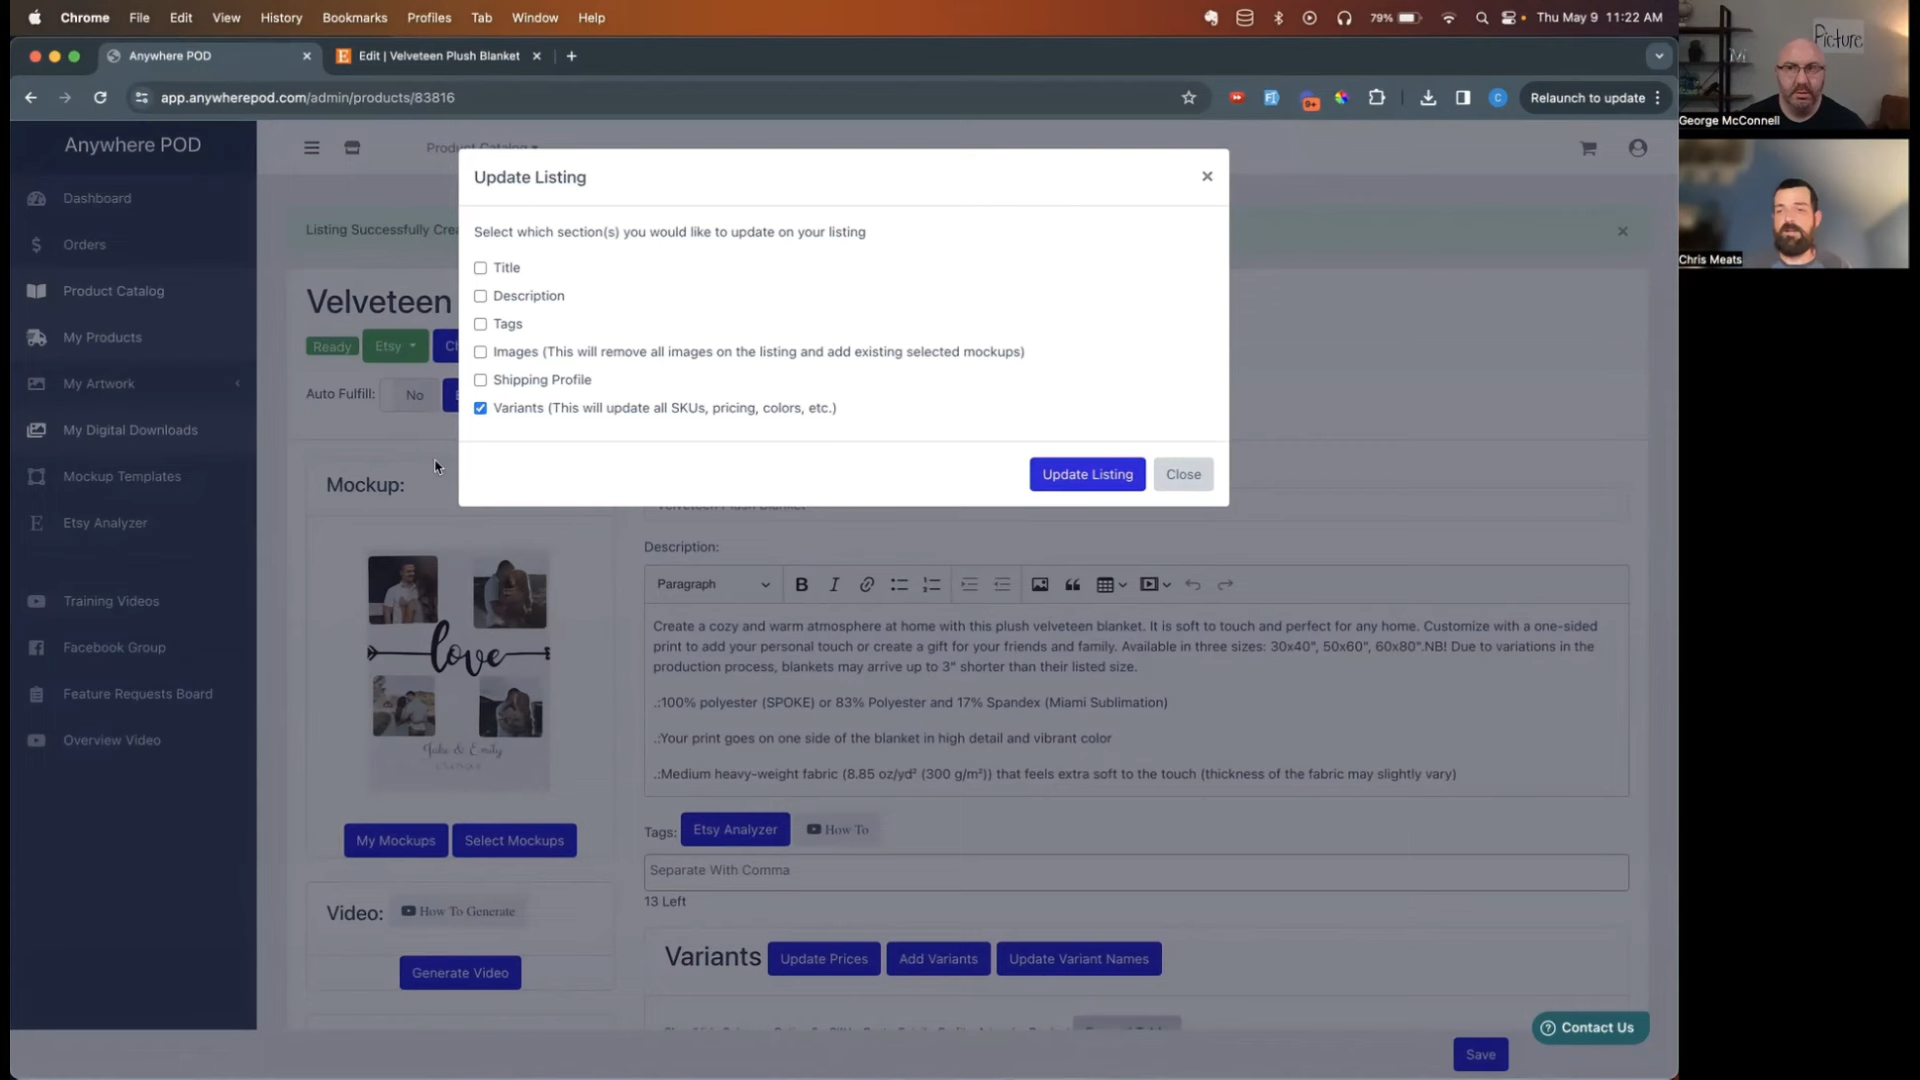 Chrome File Edit View History Bookmarks Profiles Tab Window Help
79% Thu May 9 11:22 AM
Anywhere POD
Edit | Velveteen Plush Blanket
app.anywherepod.com/admin/products/83816
9+
C
Relaunch to update
Picture
George McConnell
Chris Meats
Anywhere POD
Dashboard
Orders
Product Catalog
My Products
My Artwork
My Digital Downloads
Mockup Templates
Etsy Analyzer
Training Videos
Facebook Group
Feature Requests Board
Overview Video
Product Catalog
Listing Successfully
Velveteen
Ready
Etsy
Auto Fulfill:
No
Update Listing
Select which section(s) you would like to update on your listing
Title
Description
Tags
Images (This will remove all images on the listing and add existing selected mockups)
Shipping Profile
Variants (This will update all SKUs, pricing, colors, etc.)
Update Listing
Close
Mockup:
love
Jake & Emily
My Mockups
Select Mockups
Video:
How To Generate
Generate Video
Velveteen Plush Blanket
Description:
Paragraph
Create a cozy and warm atmosphere at home with this plush velveteen blanket. It is soft to touch and perfect for any home. Customize with a one-sided
print to add your personal touch or create a gift for your friends and family. Available in three sizes: 30x40", 50x60", 60x80".NB! Due to variations in the
production process, blankets may arrive up to 3" shorter than their listed size.
.:100% polyester (SPOKE) or 83% Polyester and 17% Spandex (Miami Sublimation)
.:Your print goes on one side of the blanket in high detail and vibrant color
.:Medium heavy-weight fabric (8.85 oz/yd² (300 g/m²)) that feels extra soft to the touch (thickness of the fabric may slightly vary)
Tags:
Etsy Analyzer
How To
Separate With Comma
13 Left
Variants
Update Prices
Add Variants
Update Variant Names
Contact Us
Save